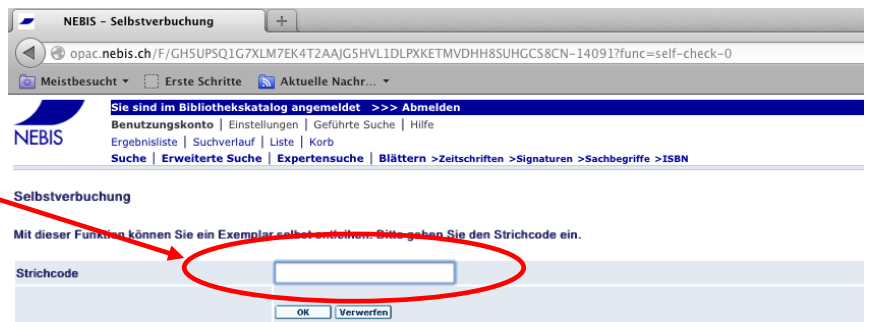 NEBIS – Selbstverbuchung +
opac.nebis.ch/F/GH5UPSQ1G7XLM7EK4T2AAJG5HVL1DLPXKETMVDHH8SUHGCS8CN-14091?func=self-check-0
Meistbesucht Erste Schritte Aktuelle Nachr...
Sie sind im Bibliothekskatalog angemeldet >>> Abmelden
Benutzungskonto | Einstellungen | Geführte Suche | Hilfe
NEBIS
Ergebnisliste | Suchverlauf | Liste | Korb
Suche | Erweiterte Suche | Expertensuche | Blättern >Zeitschriften >Signaturen >Sachbegriffe >ISBN
Selbstverbuchung
Mit dieser Funktion können Sie ein Exemplar selbst entleihen. Bitte geben Sie den Strichcode ein.
Strichcode
OK Verwerfen